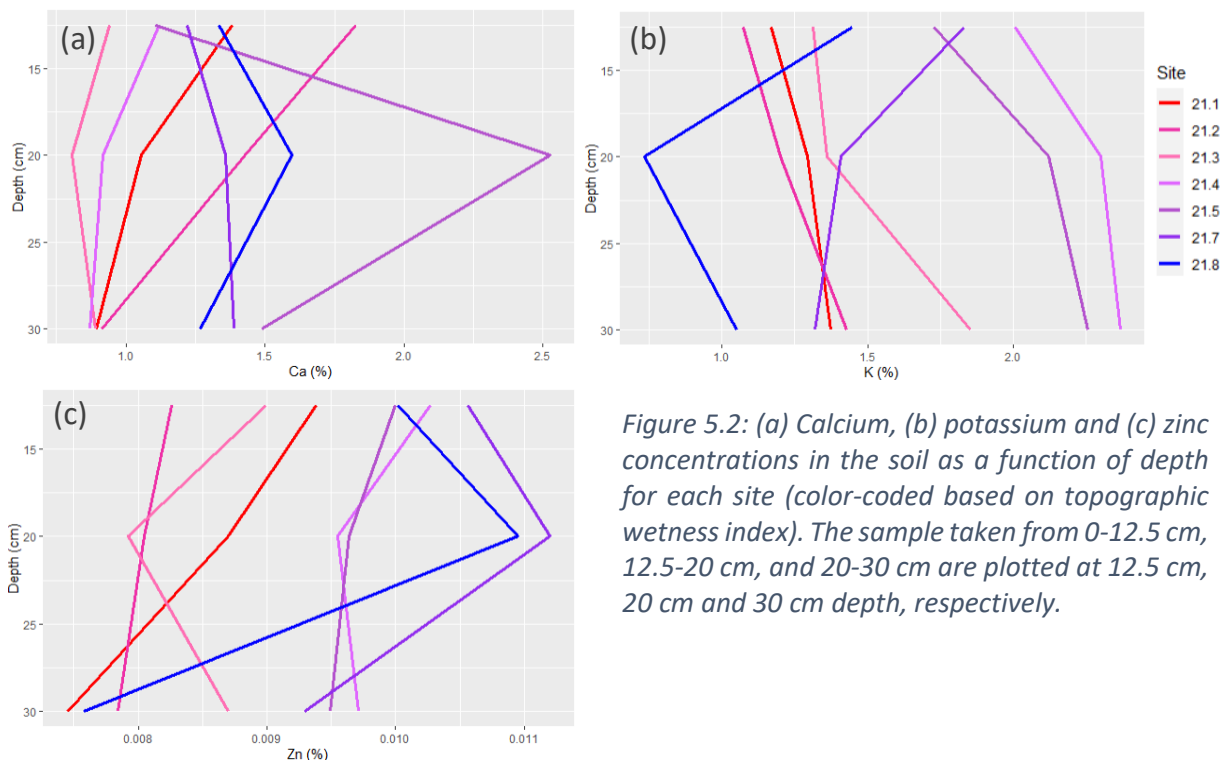 (a)
Depth (cm)
15
20
25
30
1.0 1.5 2.0 2.5
Ca (%)
(b)
Depth (cm)
15
20
25
30
1.0 1.5 2.0
K (%)
Site
21.1
21.2
21.3
21.4
21.5
21.7
21.8
(c)
Depth (cm)
15
20
25
30
0.008 0.009 0.010 0.011
Zn (%)
Figure 5.2: (a) Calcium, (b) potassium and (c) zinc
concentrations in the soil as a function of depth
for each site (color-coded based on topographic
wetness index). The sample taken from 0-12.5 cm,
12.5-20 cm, and 20-30 cm are plotted at 12.5 cm,
20 cm and 30 cm depth, respectively.